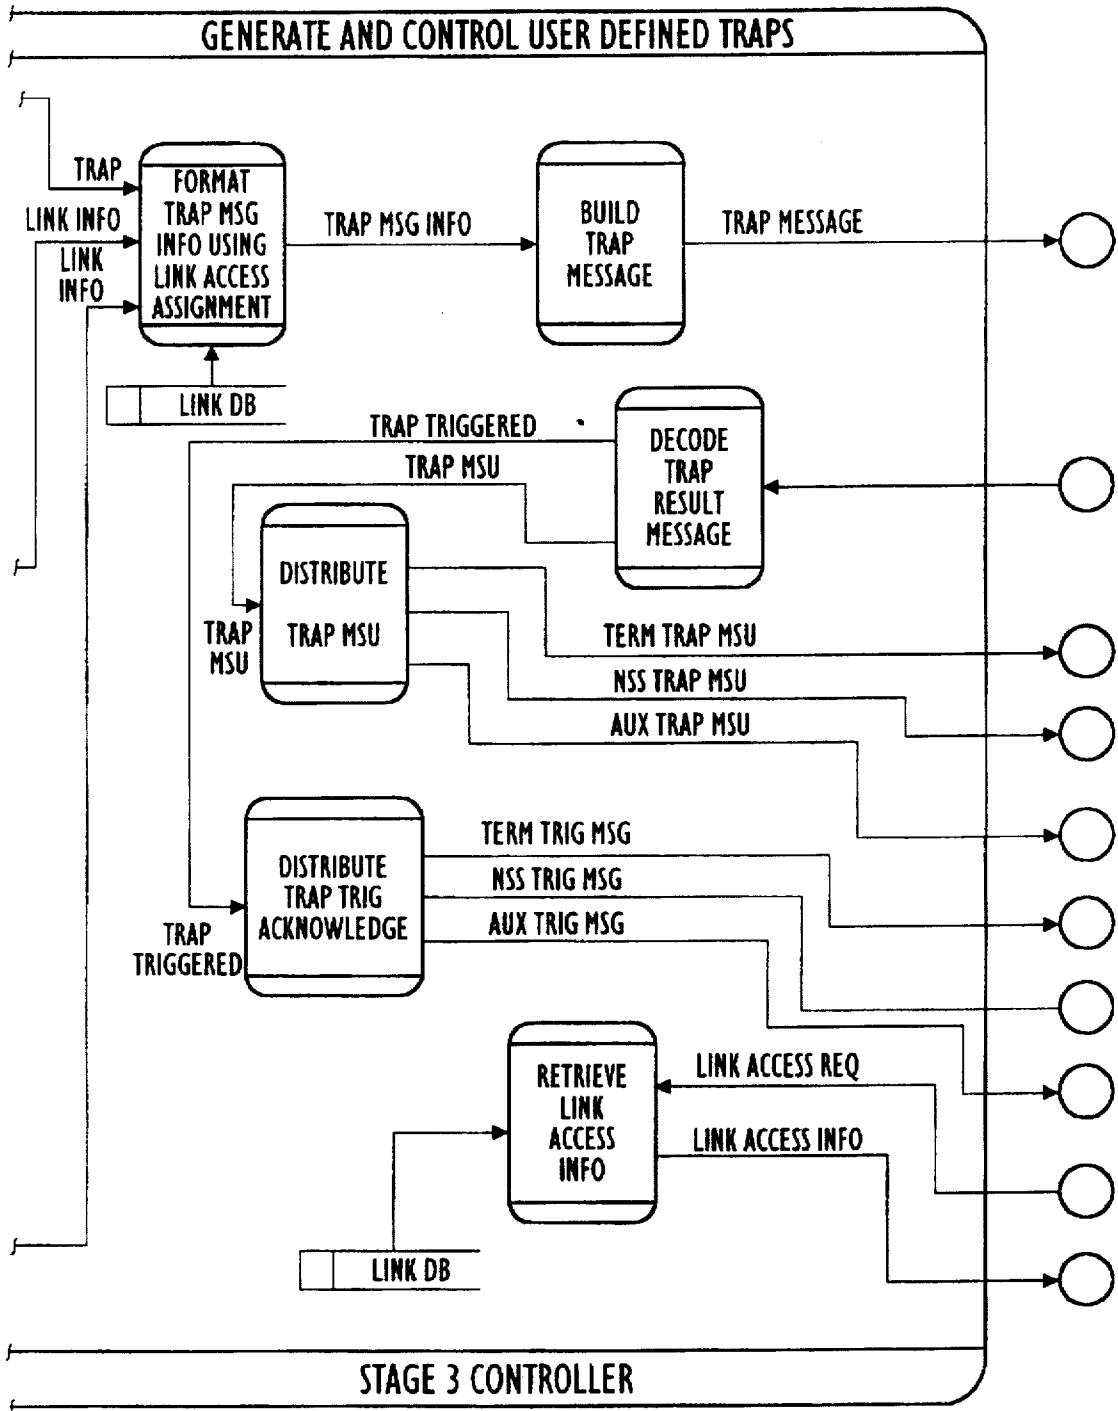 GENERATE AND CONTROL USER DEFINED TRAPS
TRAP
LINK INFO
LINK
INFO
FORMAT
TRAP MSG
INFO USING
LINK ACCESS
ASSIGNMENT
TRAP MSG INFO
BUILD
TRAP
MESSAGE
TRAP MESSAGE
LINK DB
TRAP TRIGGERED
TRAP MSU
DECODE
TRAP
RESULT
MESSAGE
DISTRIBUTE
TRAP MSU
TRAP
MSU
TERM TRAP MSU
NSS TRAP MSU
AUX TRAP MSU
DISTRIBUTE
TRAP TRIG
ACKNOWLEDGE
TRAP
TRIGGERED
TERM TRIG MSG
NSS TRIG MSG
AUX TRIG MSG
RETRIEVE
LINK
ACCESS
INFO
LINK ACCESS REQ
LINK ACCESS INFO
LINK DB
STAGE 3 CONTROLLER